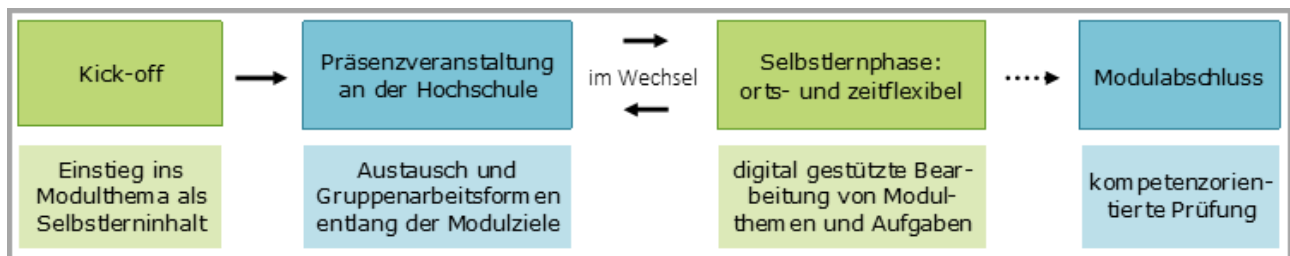 Kick-off
Präsenzveranstaltung
an der Hochschule
im Wechsel
Selbstlernphase:
orts- und zeitflexibel
Modulabschluss
Einstieg ins
Modulthema als
Selbstlerninhalt
Austausch und
Gruppenarbeitsformen
entlang der Modulziele
digital gestützte Bear-
beitung von Modul-
themen und Aufgaben
kompetenzorien-
tierte Prüfung